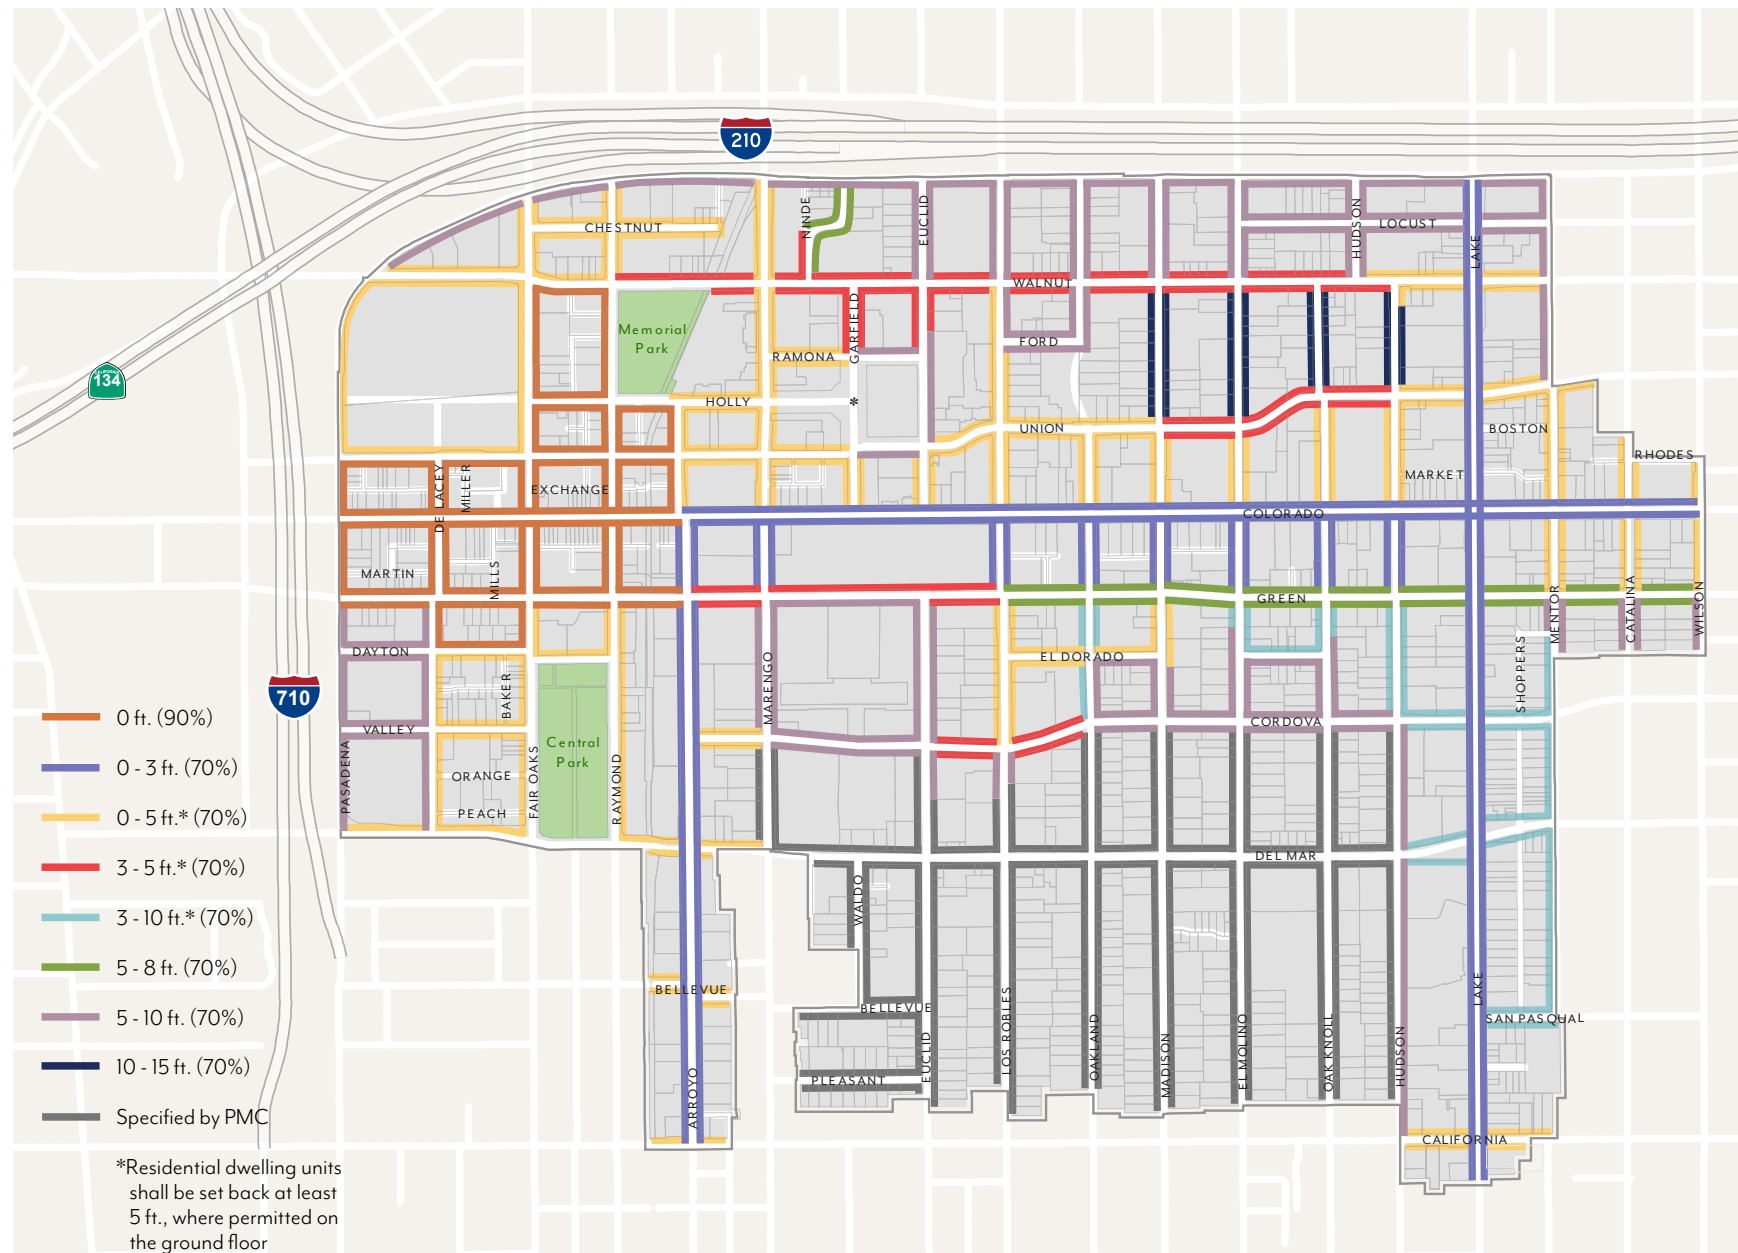 210
NINDE
EUCLID
CHESTNUT
HUDSON
LOCUST
LAKE
WALNUT
GARFIELD
Memorial
Park
FORD
RAMONA
CALIFORNIA
134
HOLLY
*
UNION
BOSTON
RHODES
DE LACEY
MILLER
EXCHANGE
MARKET
COLORADO
MARTIN
MILLS
GREEN
MENTOR
CATALINA
WILSON
DAYTON
EL DORADO
SHOPPERS
MARENGO
BAKER
710
0 ft. (90%)
VALLEY
CORDOVA
Central
Park
0 - 3 ft. (70%)
PASADENA
ORANGE
FAIR OAKS
RAYMOND
0 - 5 ft.* (70%)
PEACH
3 - 5 ft.* (70%)
DEL MAR
WALDO
3 - 10 ft.* (70%)
5 - 8 ft. (70%)
BELLEVUE
LAKE
5 - 10 ft. (70%)
BELLEVUE
SAN PASQUAL
EUCLID
LOS ROBLES
OAKLAND
MADISON
EL MOLINO
OAK KNOLL
HUDSON
10 - 15 ft. (70%)
PLEASANT
ARROYO
Specified by PMC
CALIFORNIA
*Residential dwelling units
shall be set back at least
5 ft., where permitted on
the ground floor